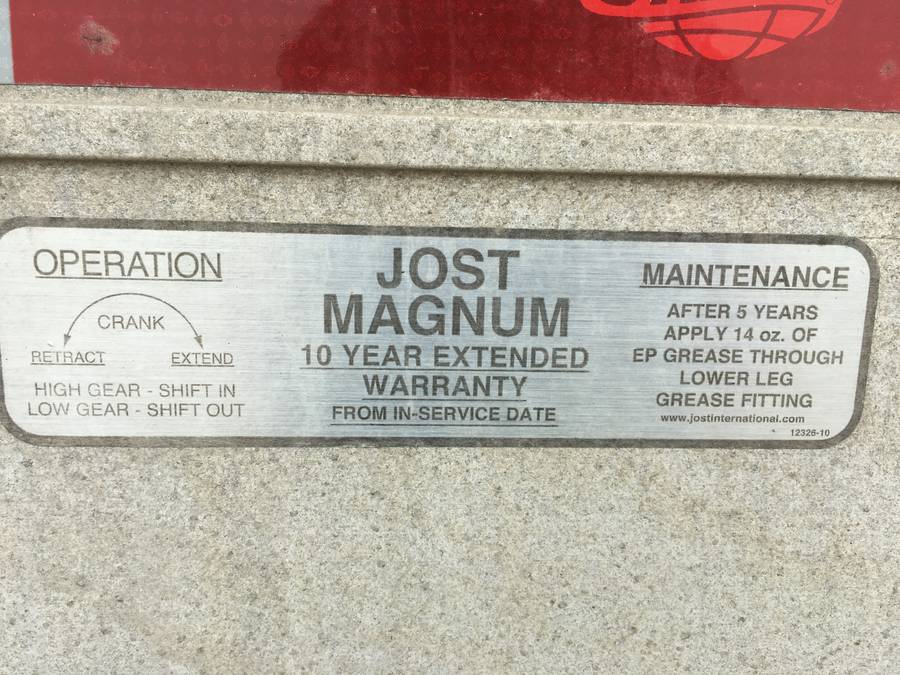 OPERATION
CRANK
RETRACT EXTEND
HIGH GEAR - SHIFT IN
LOW GEAR - SHIFT OUT
JOST
MAGNUM
10 YEAR EXTENDED
WARRANTY
FROM IN-SERVICE DATE
MAINTENANCE
AFTER 5 YEARS
APPLY 14 oz. OF
EP GREASE THROUGH
LOWER LEG
GREASE FITTING
www.jostinternational.com
12326-10